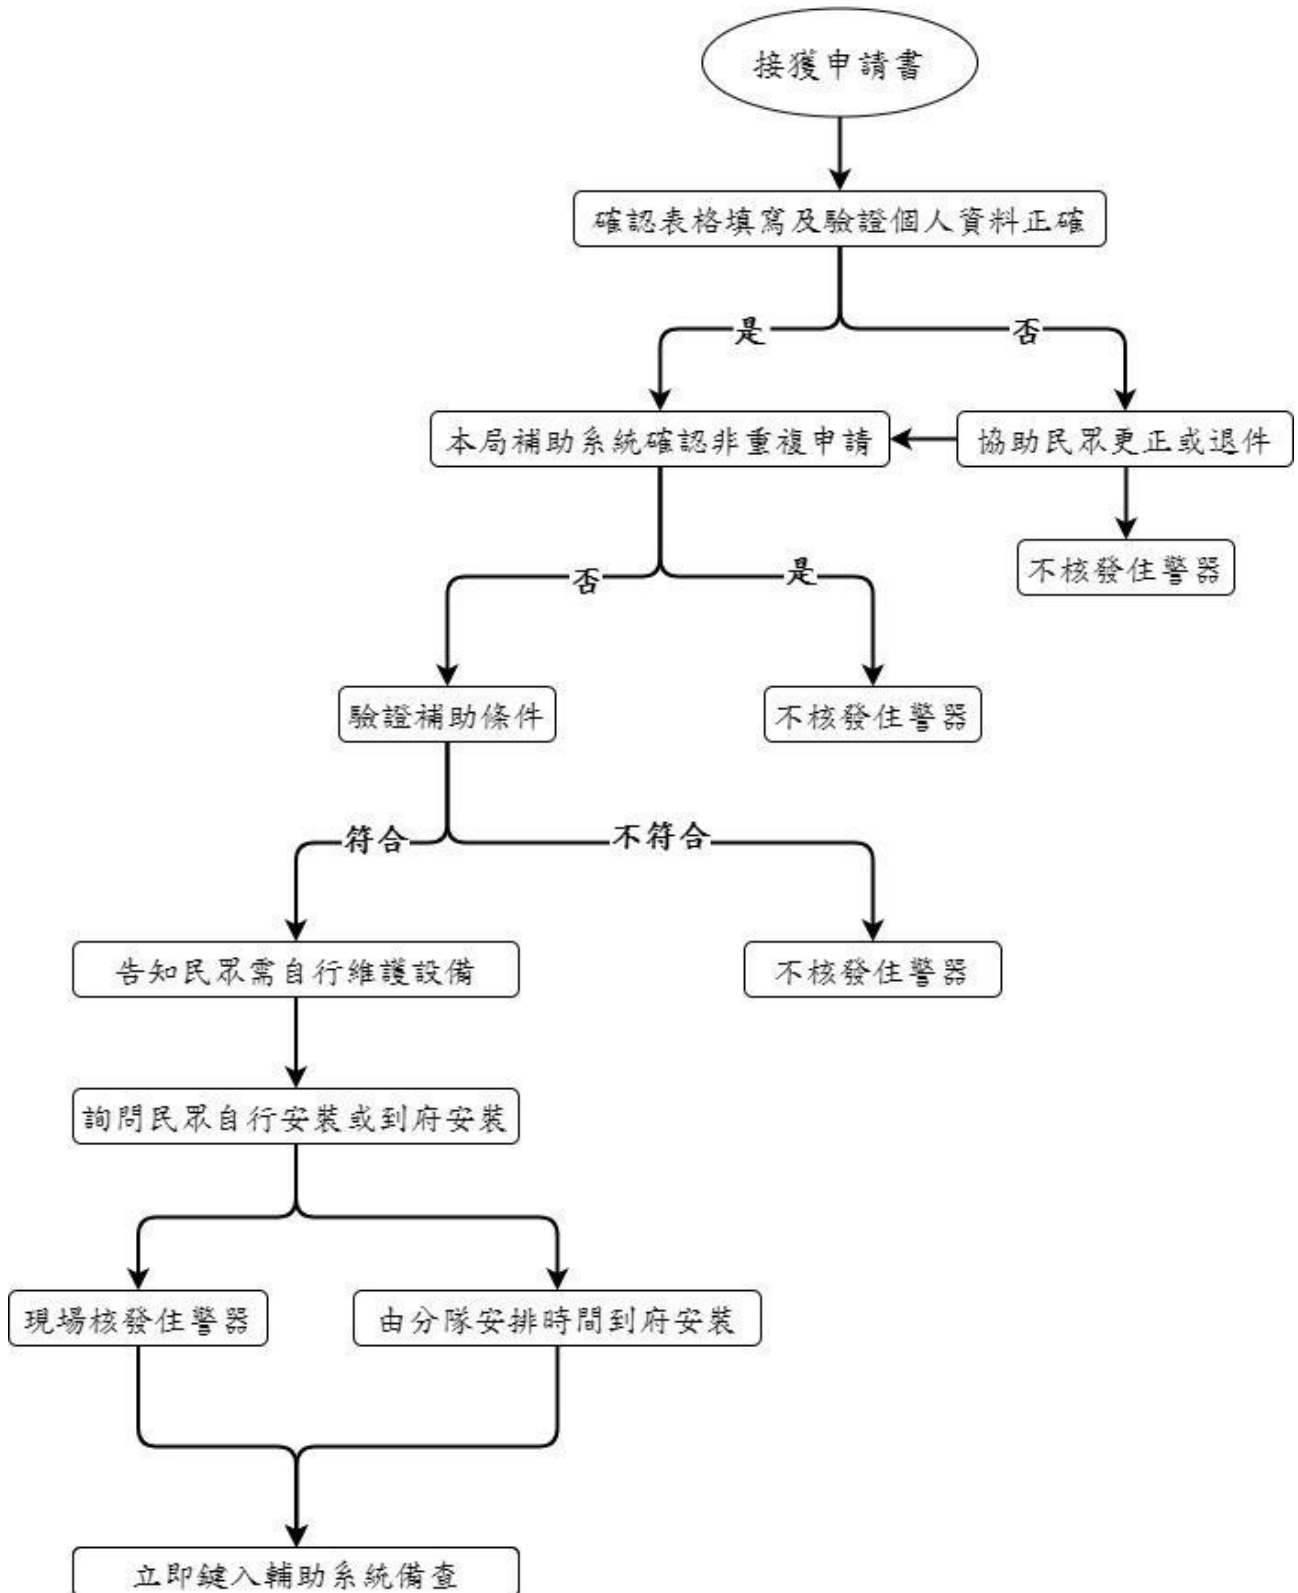 接獲申請書
確認表格填寫及驗證個人資料正確
是
否
本局補助系統確認非重複申請
協助民眾更正或退件
不核發住警器
否
是
驗證補助條件
不核發住警器
符合
不符合
告知民眾需自行維護設備
不核發住警器
詢問民眾自行安裝或到府安裝
現場核發住警器
由分隊安排時間到府安裝
立即鍵入輔助系統備查